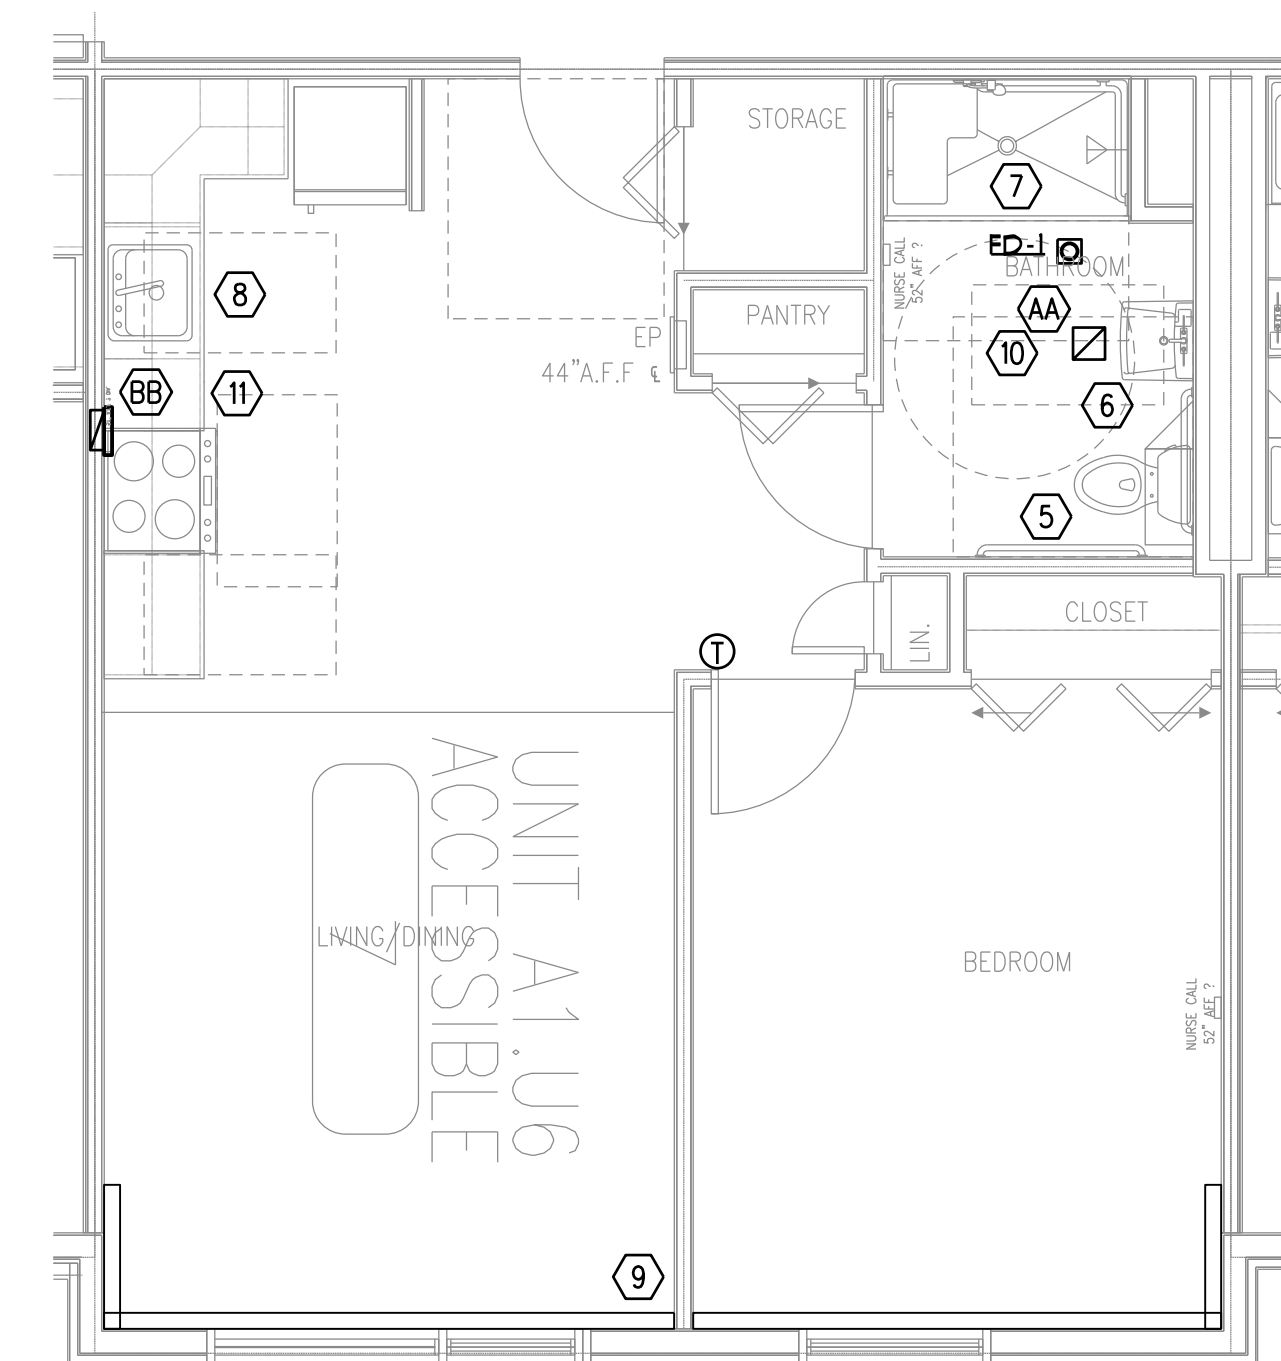 STORAGE
7
NURSE CALL
52" AFF ?
ED-1
BATHROOM
8
AA
PANTRY
EP
44"A.F.F ℄
10
BB
11
6
5
CLOSET
LIN.
T
UNIT A1.U6
ACCESSIBLE
LIVING/DINING
BEDROOM
NURSE CALL
52" AFF ?
9